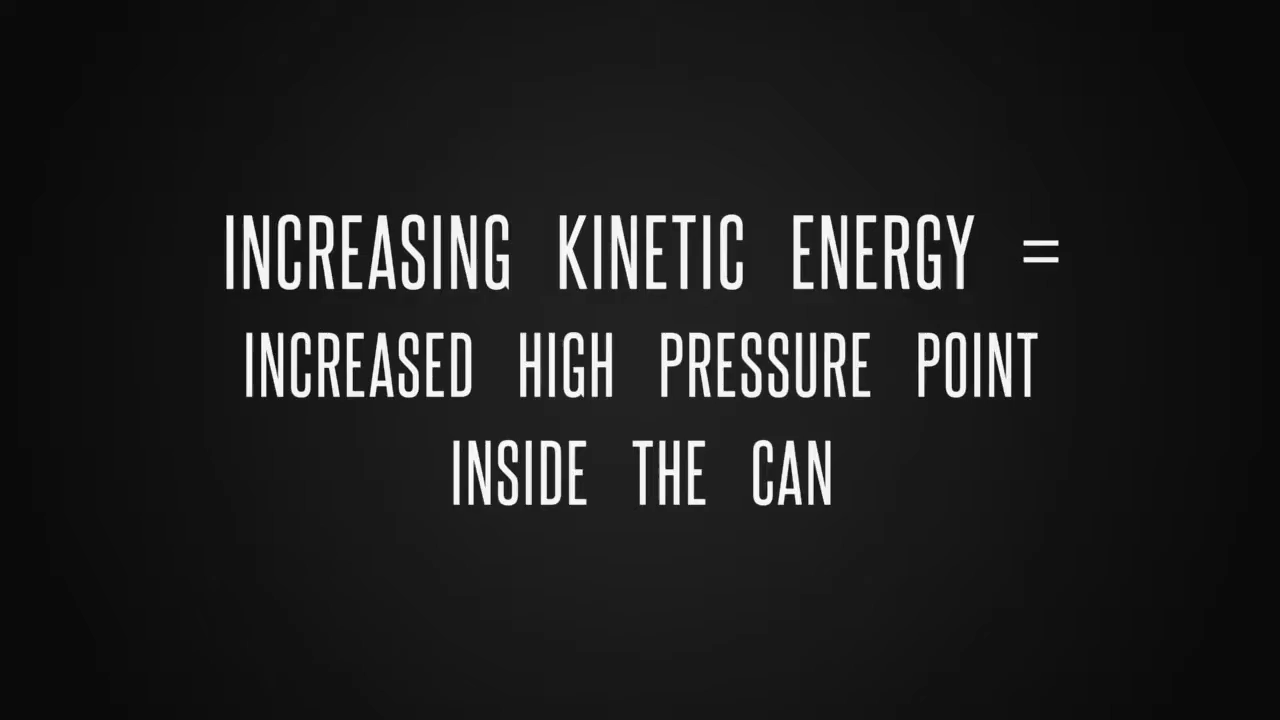 INCREASING KINETIC ENERGY =
INCREASED HIGH PRESSURE POINT
INSIDE THE CAN